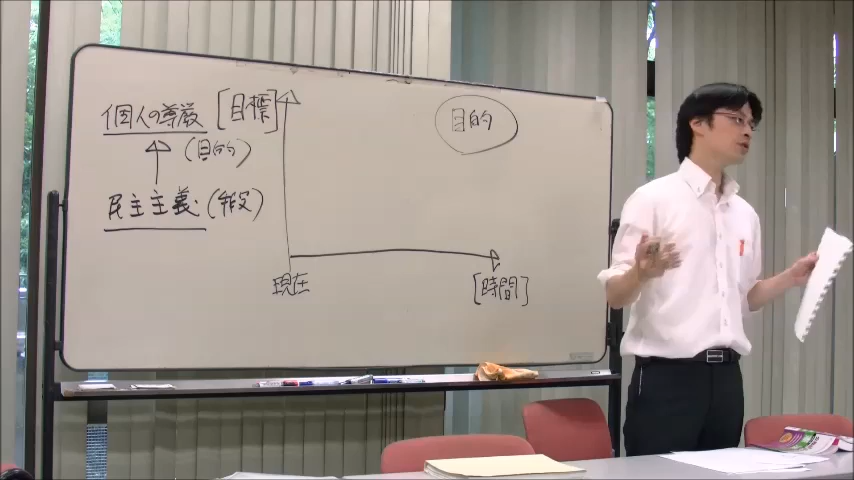 個人の尊厳
(目的)
民主主義(手段)
[目標]
目的
現在
[時間]